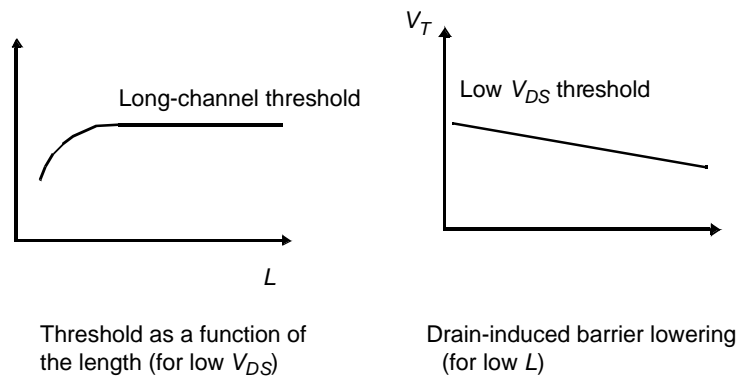 V_T
Long-channel threshold
L
Threshold as a function of
the length (for low V_DS)
Low V_DS threshold
Drain-induced barrier lowering
(for low L)